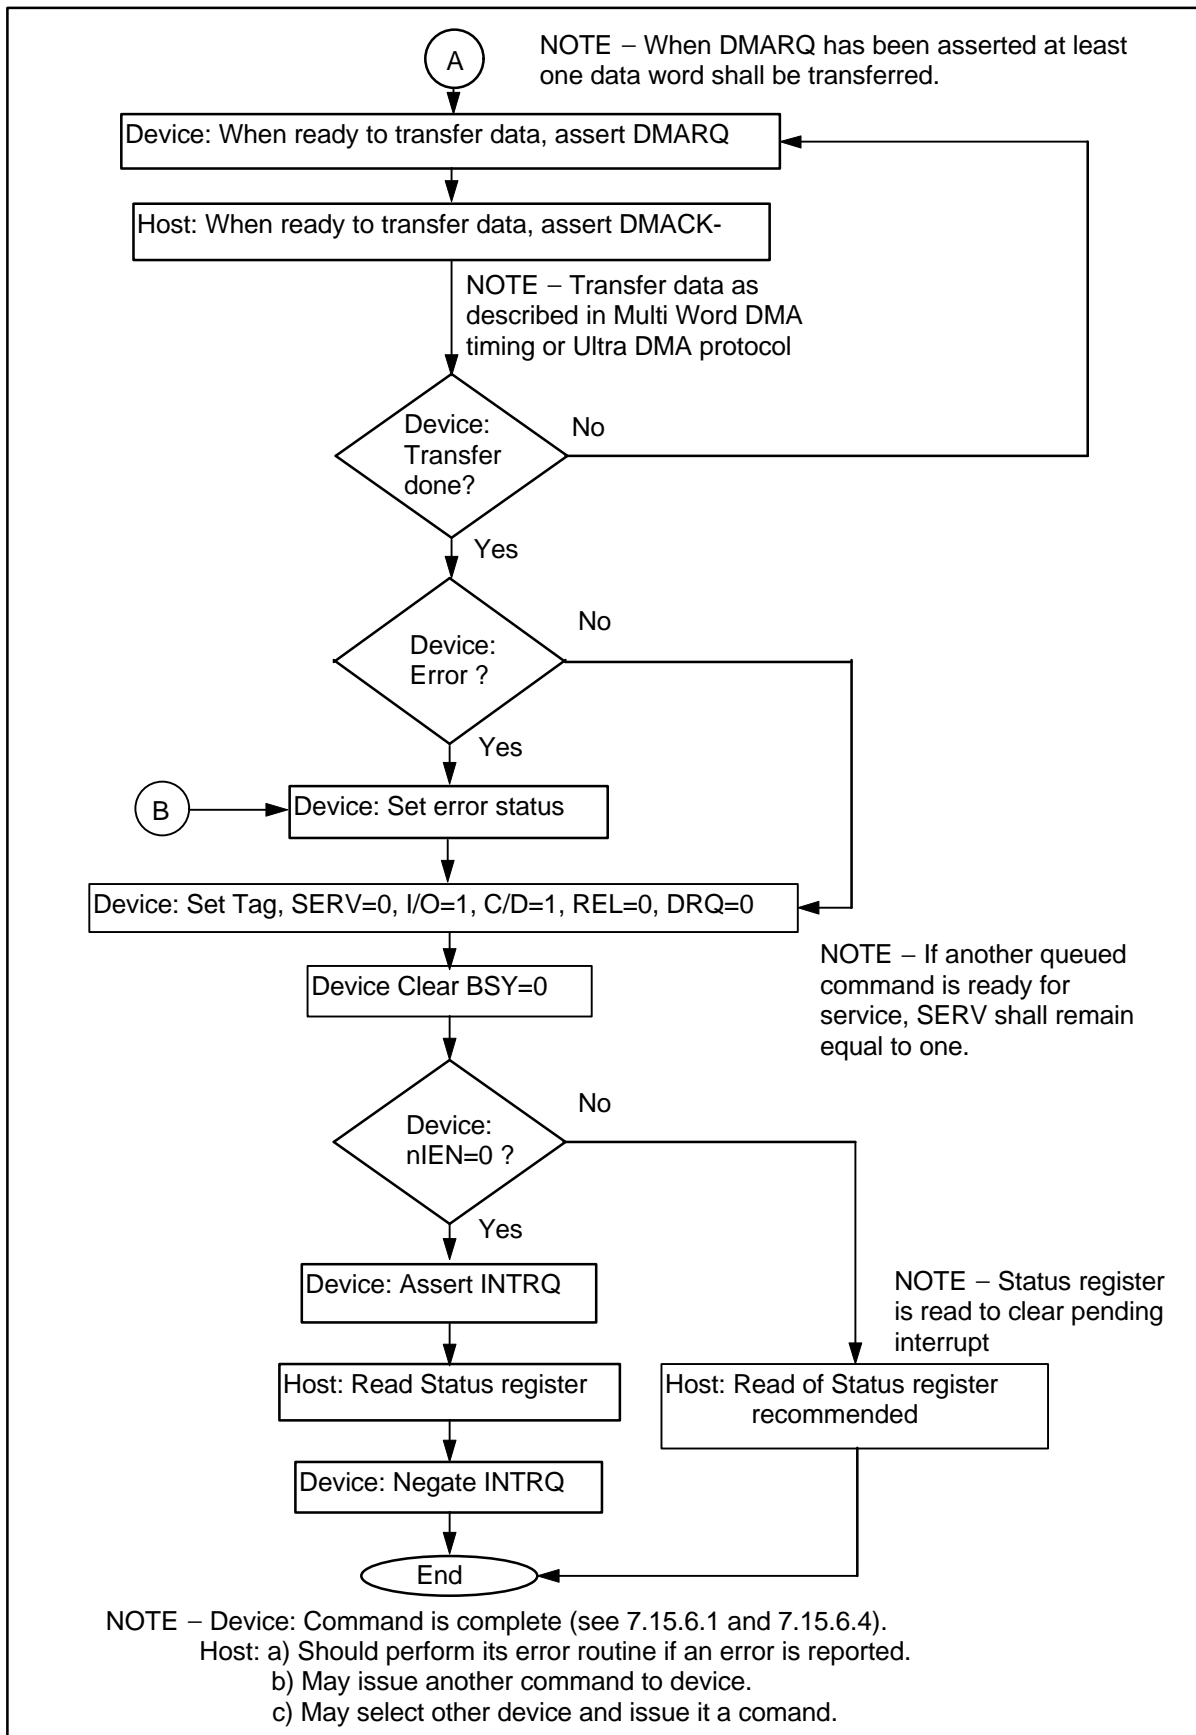 A
NOTE – When DMARQ has been asserted at least
one data word shall be transferred.
Device: When ready to transfer data, assert DMARQ
Host: When ready to transfer data, assert DMACK-
NOTE – Transfer data as
described in Multi Word DMA
timing or Ultra DMA protocol
Device:
Transfer
done?
No
Yes
Device:
Error ?
No
Yes
B
Device: Set error status
Device: Set Tag, SERV=0, I/O=1, C/D=1, REL=0, DRQ=0
NOTE – If another queued
command is ready for
service, SERV shall remain
equal to one.
Device Clear BSY=0
Device:
nIEN=0 ?
No
Yes
Device: Assert INTRQ
NOTE – Status register
is read to clear pending
interrupt
Host: Read Status register
Host: Read of Status register
recommended
Device: Negate INTRQ
End
NOTE – Device: Command is complete (see 7.15.6.1 and 7.15.6.4).
Host: a) Should perform its error routine if an error is reported.
b) May issue another command to device.
c) May select other device and issue it a comand.